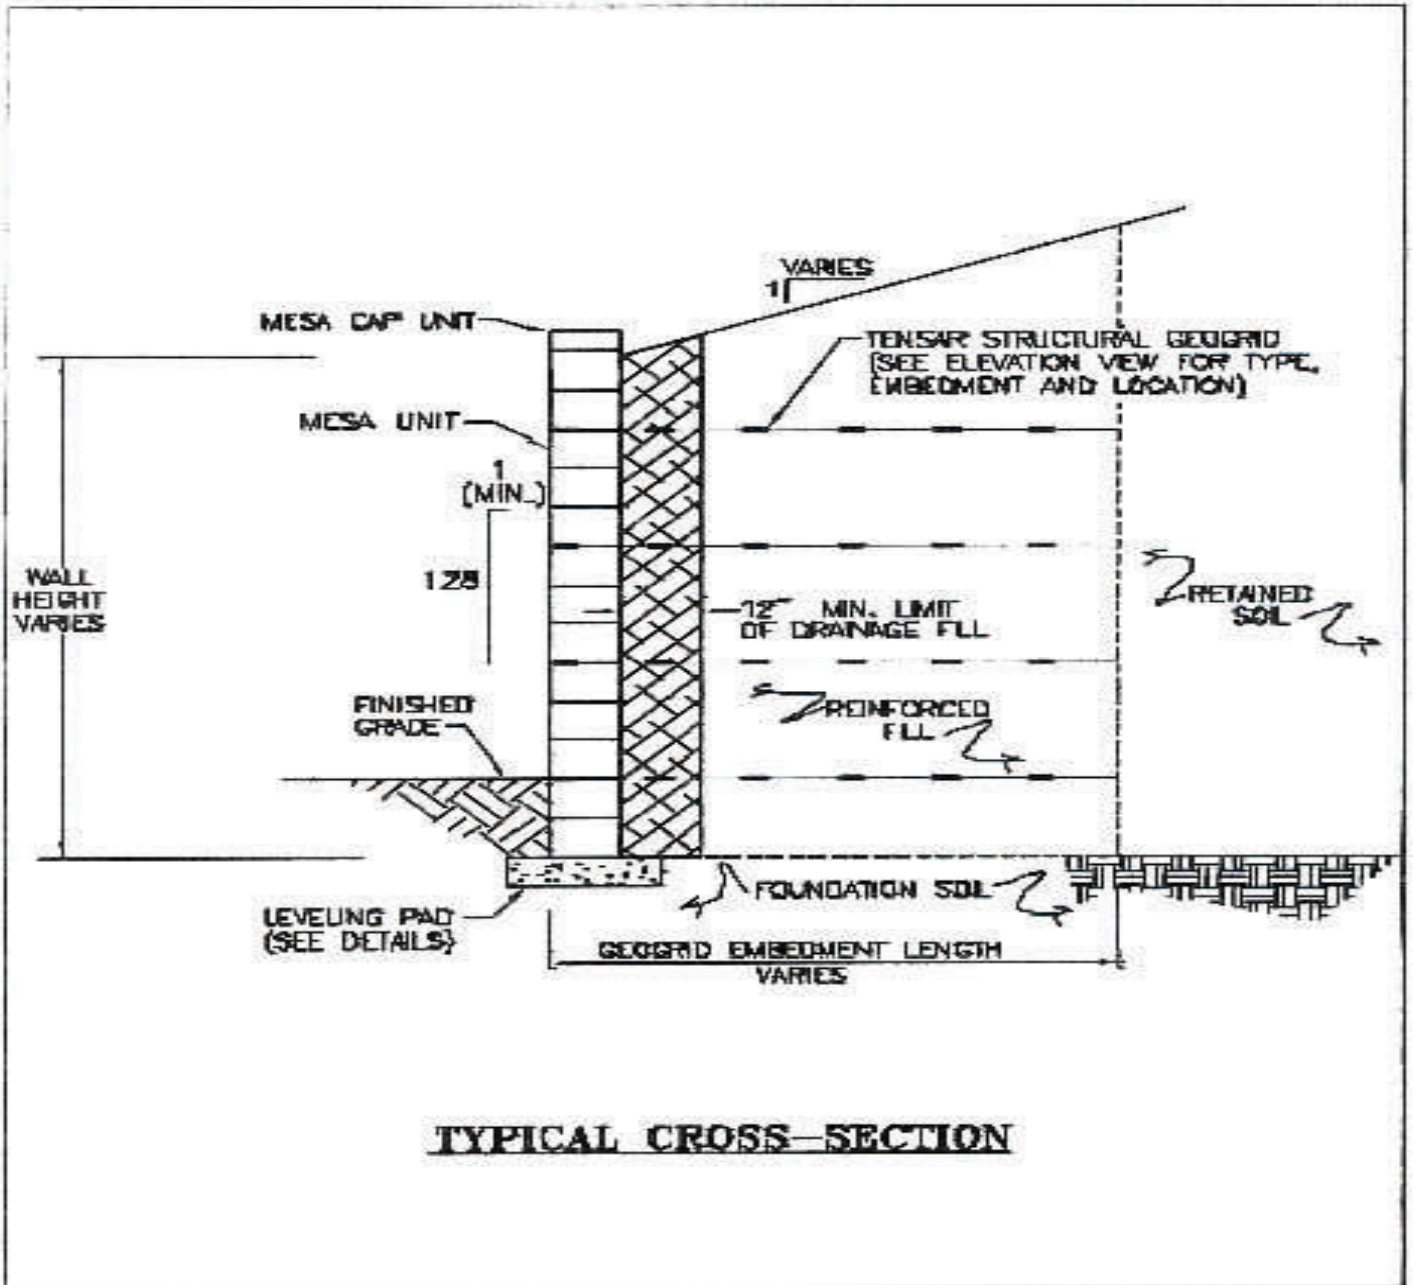 VARIES
1
MESA CAP UNIT
TENSAR STRUCTURAL GEOGRID
(SEE ELEVATION VIEW FOR TYPE,
EMBEDMENT AND LOCATION)
MESA UNIT
1
(MIN.)
128
WALL
HEIGHT
VARIES
12" MIN. LIMIT
OF DRAINAGE FILL
RETAINED
SOIL
FINISHED
GRADE
REINFORCED
FILL
FOUNDATION SOIL
LEVELING PAD
(SEE DETAILS)
GEOGRID EMBEDMENT LENGTH
VARIES
TYPICAL CROSS-SECTION